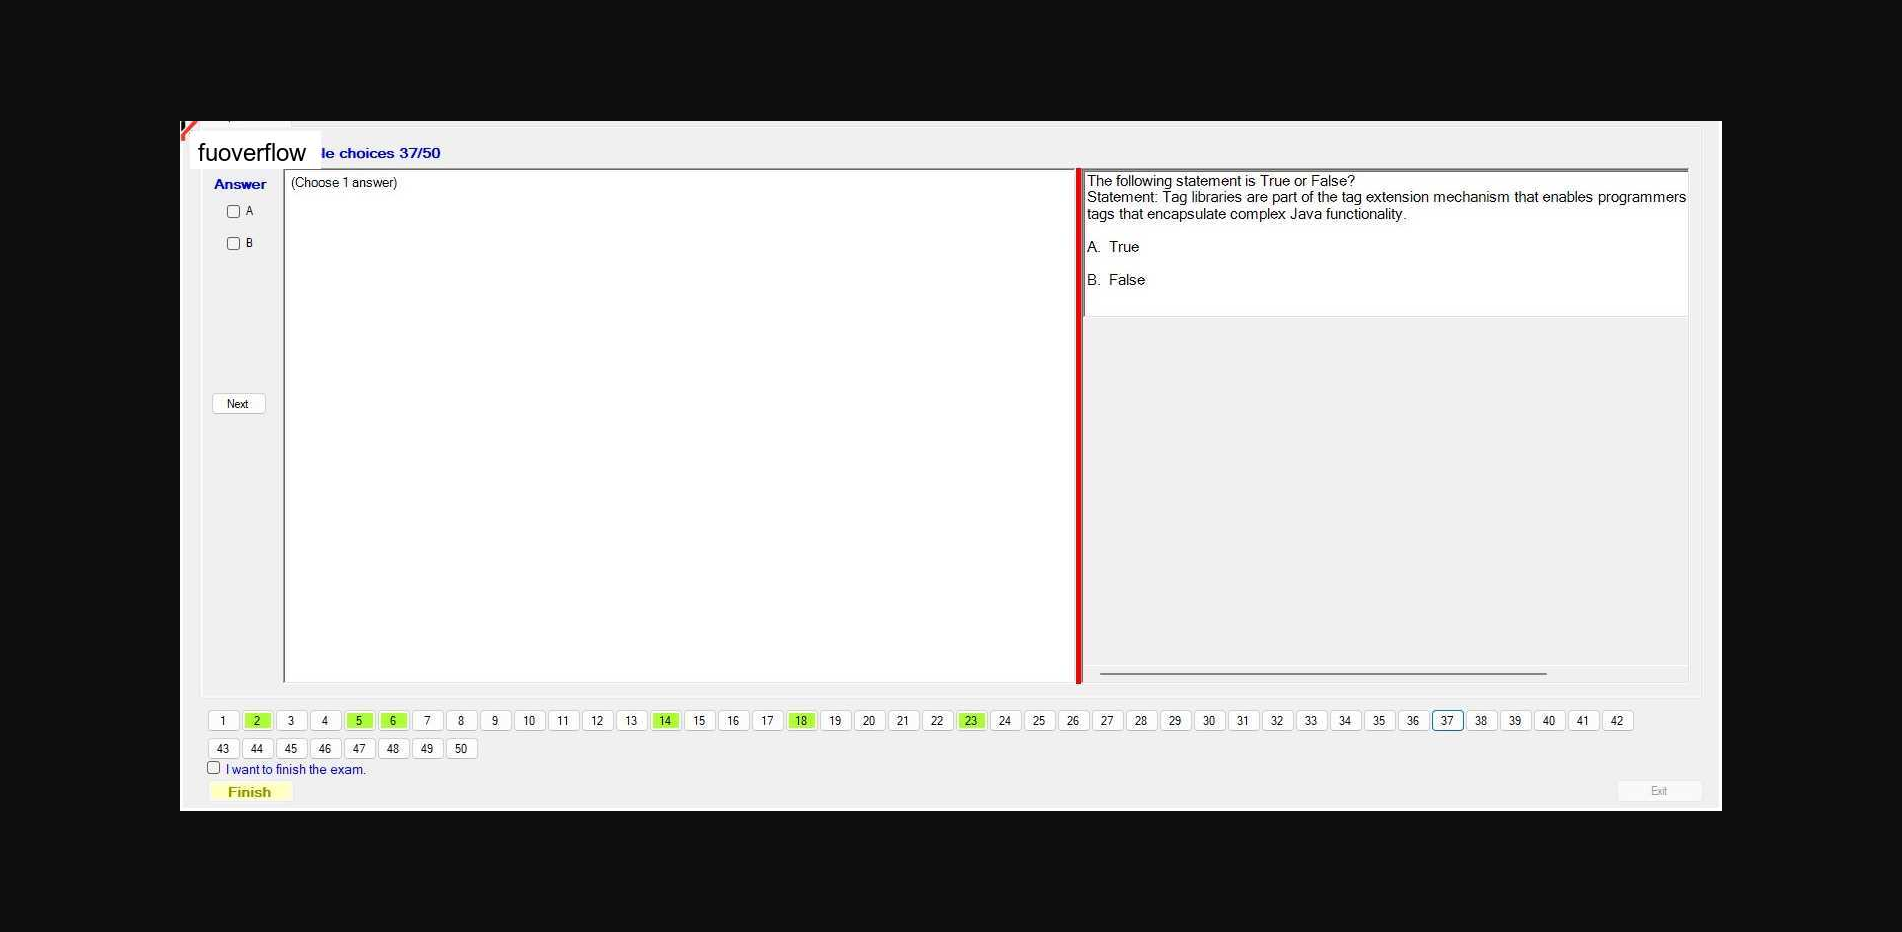 fuoverflow
le choices 37/50
Answer
(Choose 1 answer)
A
B
Next
The following statement is True or False?
Statement: Tag libraries are part of the tag extension mechanism that enables programmers
tags that encapsulate complex Java functionality.
A. True
B. False
1 2 3 4 5 6 7 8 9 10 11 12 13 14 15 16 17 18 19 20 21 22 23 24 25 26 27 28 29 30 31 32 33 34 35 36 37 38 39 40 41 42
43 44 45 46 47 48 49 50
I want to finish the exam.
Finish
Exit